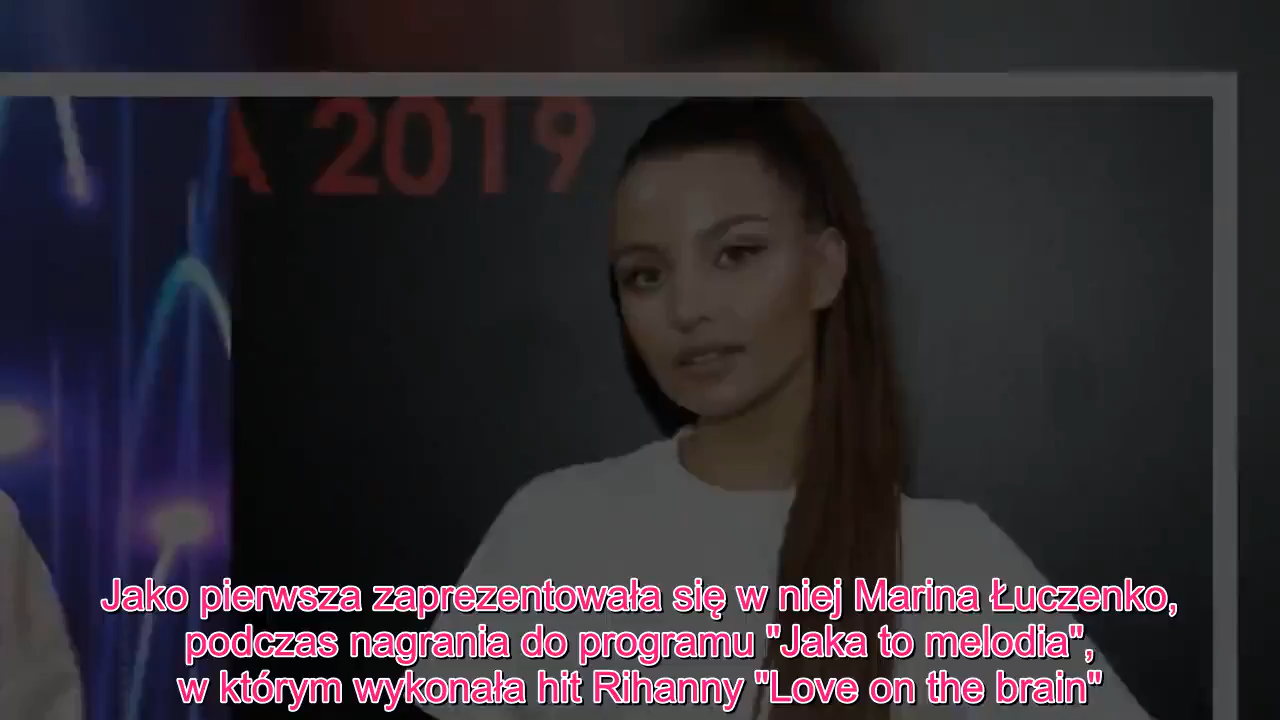 A 2019
Jako pierwsza zaprezentowała się w niej Marina Łuczenko,
podczas nagrania do programu "Jaka to melodia",
w którym wykonała hit Rihanny "Love on the brain"